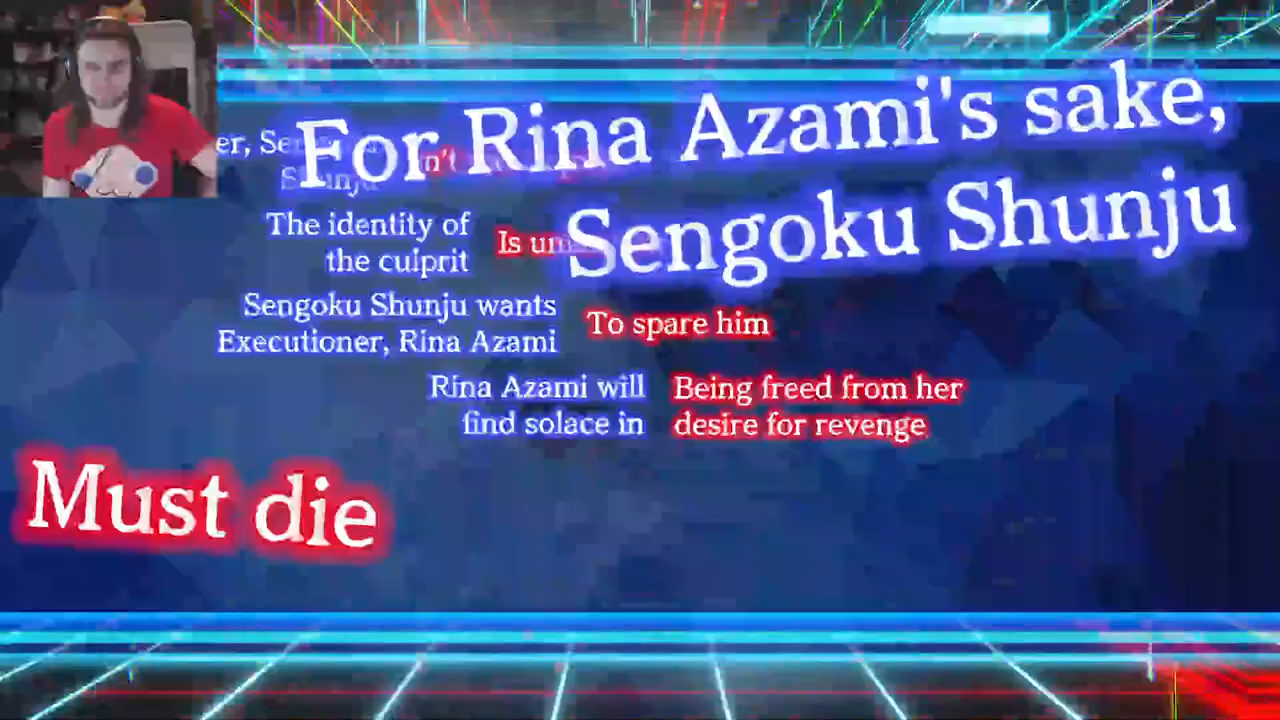 For Rina Azami's sake,
Sengoku Shunju
The identity of
the culprit
Is
Sengoku Shunju wants
Executioner, Rina Azami
To spare him
Rina Azami will
find solace in
Being freed from her
desire for revenge
Must die